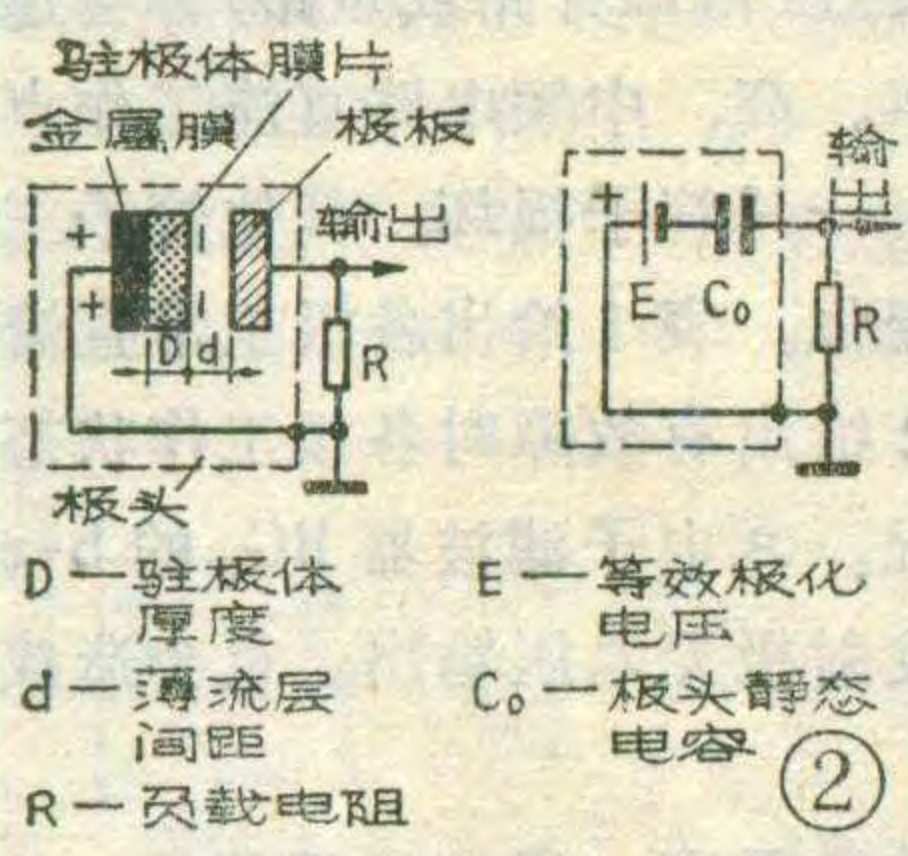 驻极体膜片
金属膜 极板
输出
+
+
D d
R
极头
输出
+
E C₀
R
D — 驻极体
厚度
d — 薄流层
间距
R — 负载电阻
E — 等效极化
电压
C₀ — 极头静态
电容
②